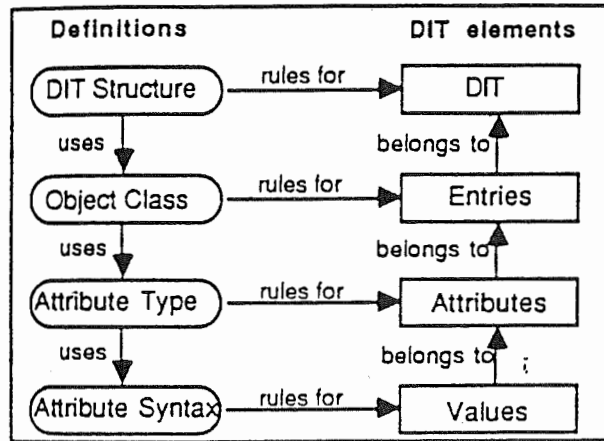 Definitions DIT elements
DIT Structure rules for DIT
uses belongs to
Object Class rules for Entries
uses belongs to
Attribute Type rules for Attributes
uses belongs to
Attribute Syntax rules for Values